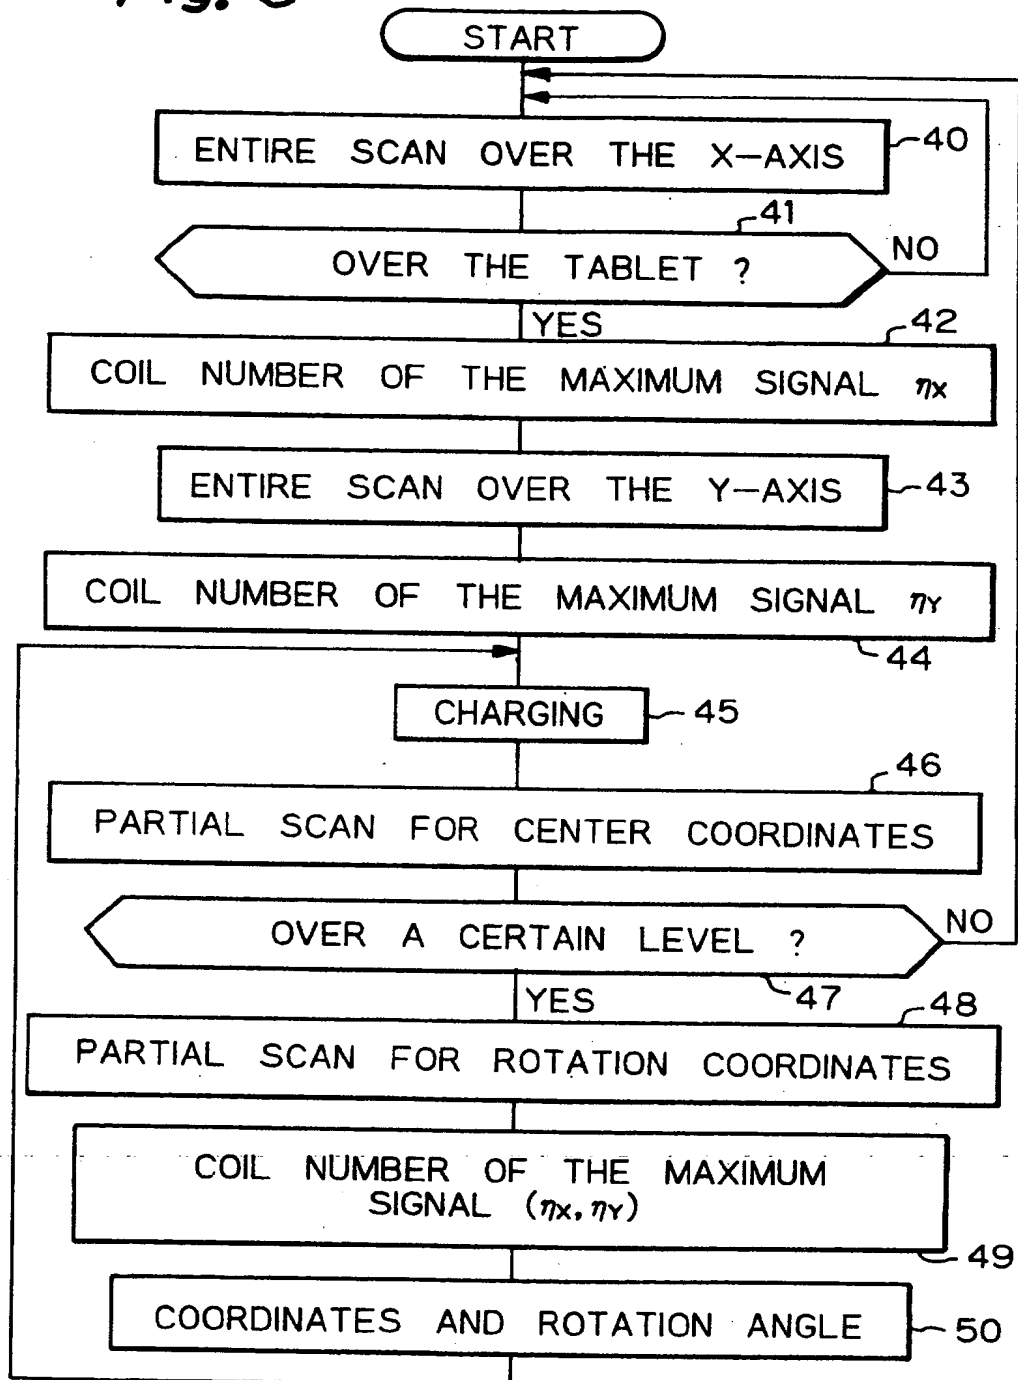 START
ENTIRE SCAN OVER THE X-AXIS
40
41
OVER THE TABLET ?
NO
YES
42
COIL NUMBER OF THE MAXIMUM SIGNAL ηX
ENTIRE SCAN OVER THE Y-AXIS
43
COIL NUMBER OF THE MAXIMUM SIGNAL ηY
44
CHARGING
45
46
PARTIAL SCAN FOR CENTER COORDINATES
OVER A CERTAIN LEVEL ?
NO
47
YES
48
PARTIAL SCAN FOR ROTATION COORDINATES
COIL NUMBER OF THE MAXIMUM
SIGNAL (ηX, ηY)
49
COORDINATES AND ROTATION ANGLE
50